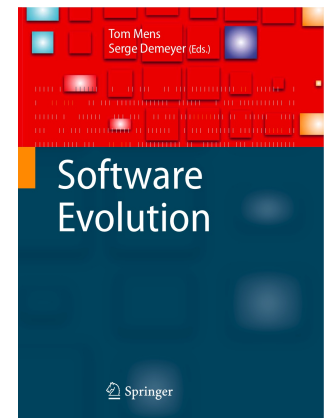 Tom Mens
Serge Demeyer (Eds.)
Software
Evolution
Springer